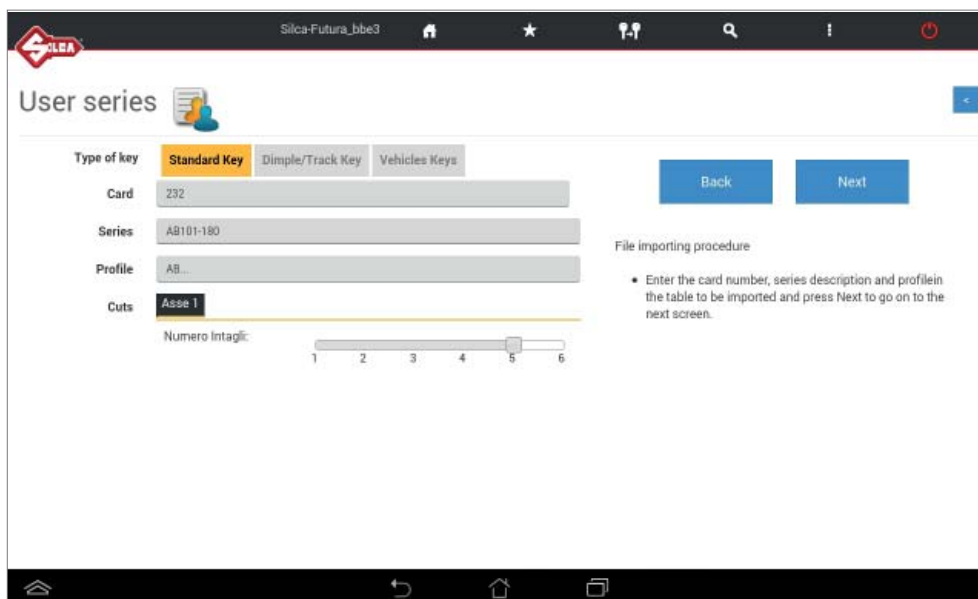 SILCA
Silca-Futura_bbe3
User series
<
Type of key
Standard Key
Dimple/Track Key
Vehicles Keys
Card
232
Series
AB101-180
Profile
AB...
Cuts
Asse 1
Numero Intagli:
1 2 3 4 5 6
Back
Next
File importing procedure
• Enter the card number, series description and profilein
the table to be imported and press Next to go on to the
next screen.